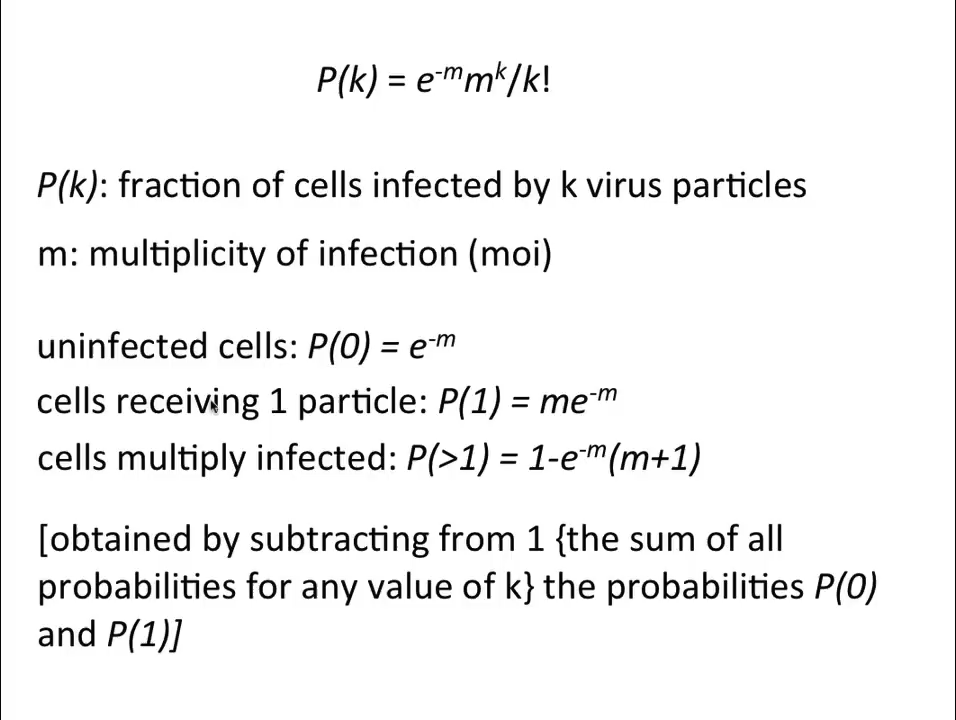 P(k) = e⁻ᵐmᵏ/k!
P(k): fraction of cells infected by k virus particles
m: multiplicity of infection (moi)
uninfected cells: P(0) = e⁻ᵐ
cells receiving 1 particle: P(1) = me⁻ᵐ
cells multiply infected: P(>1) = 1-e⁻ᵐ(m+1)
[obtained by subtracting from 1 {the sum of all
probabilities for any value of k} the probabilities P(0)
and P(1)]